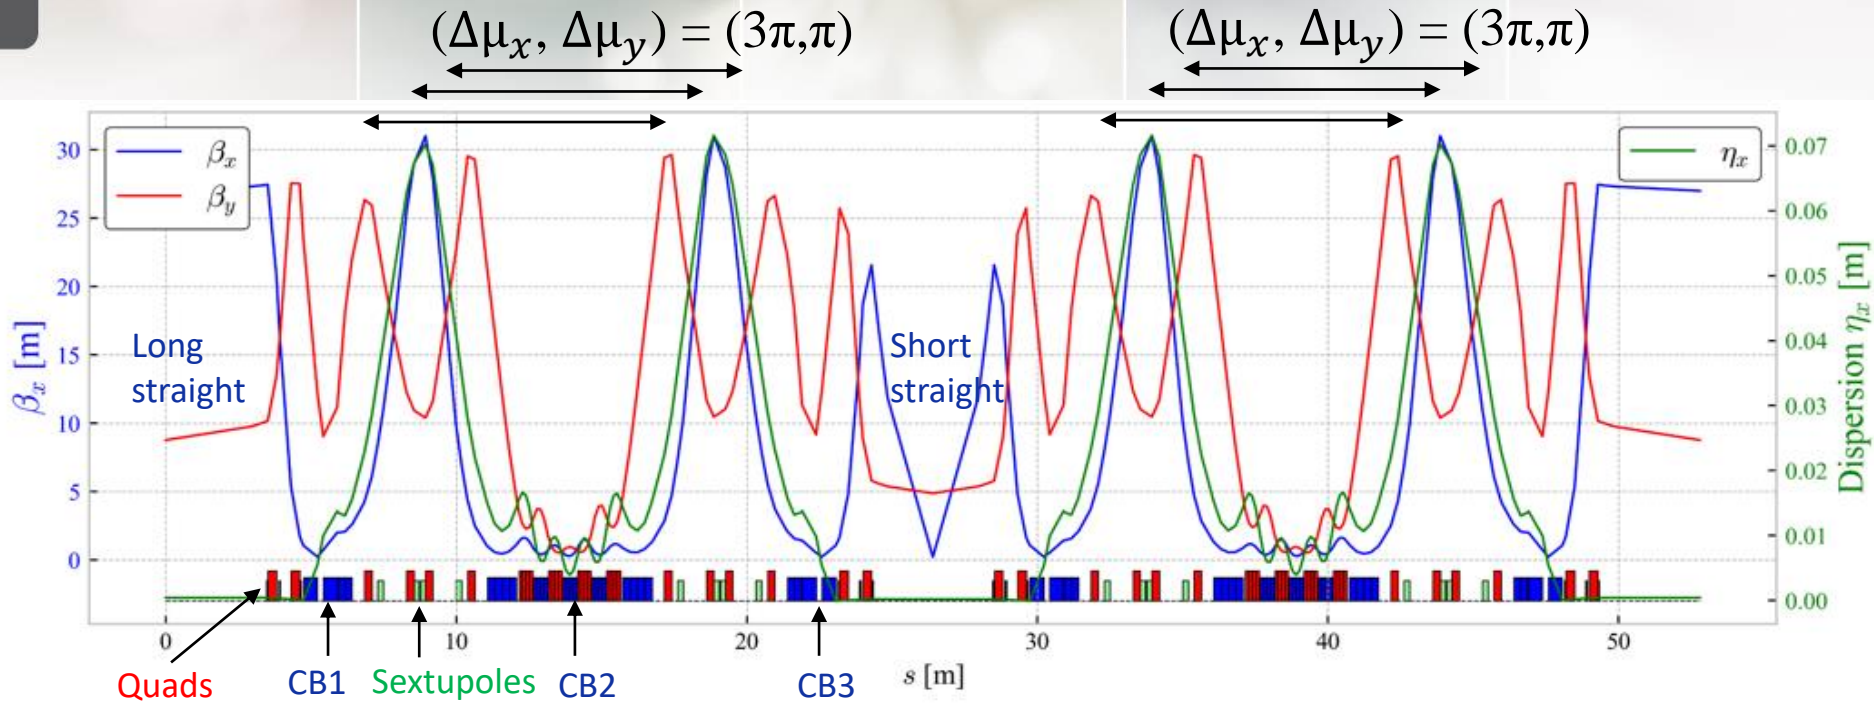 (Δμx, Δμy) = (3π,π)
(Δμx, Δμy) = (3π,π)
βx
βy
ηx
30
25
20
15
10
5
0
βx [m]
0.07
0.06
0.05
0.04
0.03
0.02
0.01
0.00
Dispersion ηx [m]
Long
straight
Short
straight
0
10
20
30
40
50
s [m]
Quads
CB1
Sextupoles
CB2
CB3